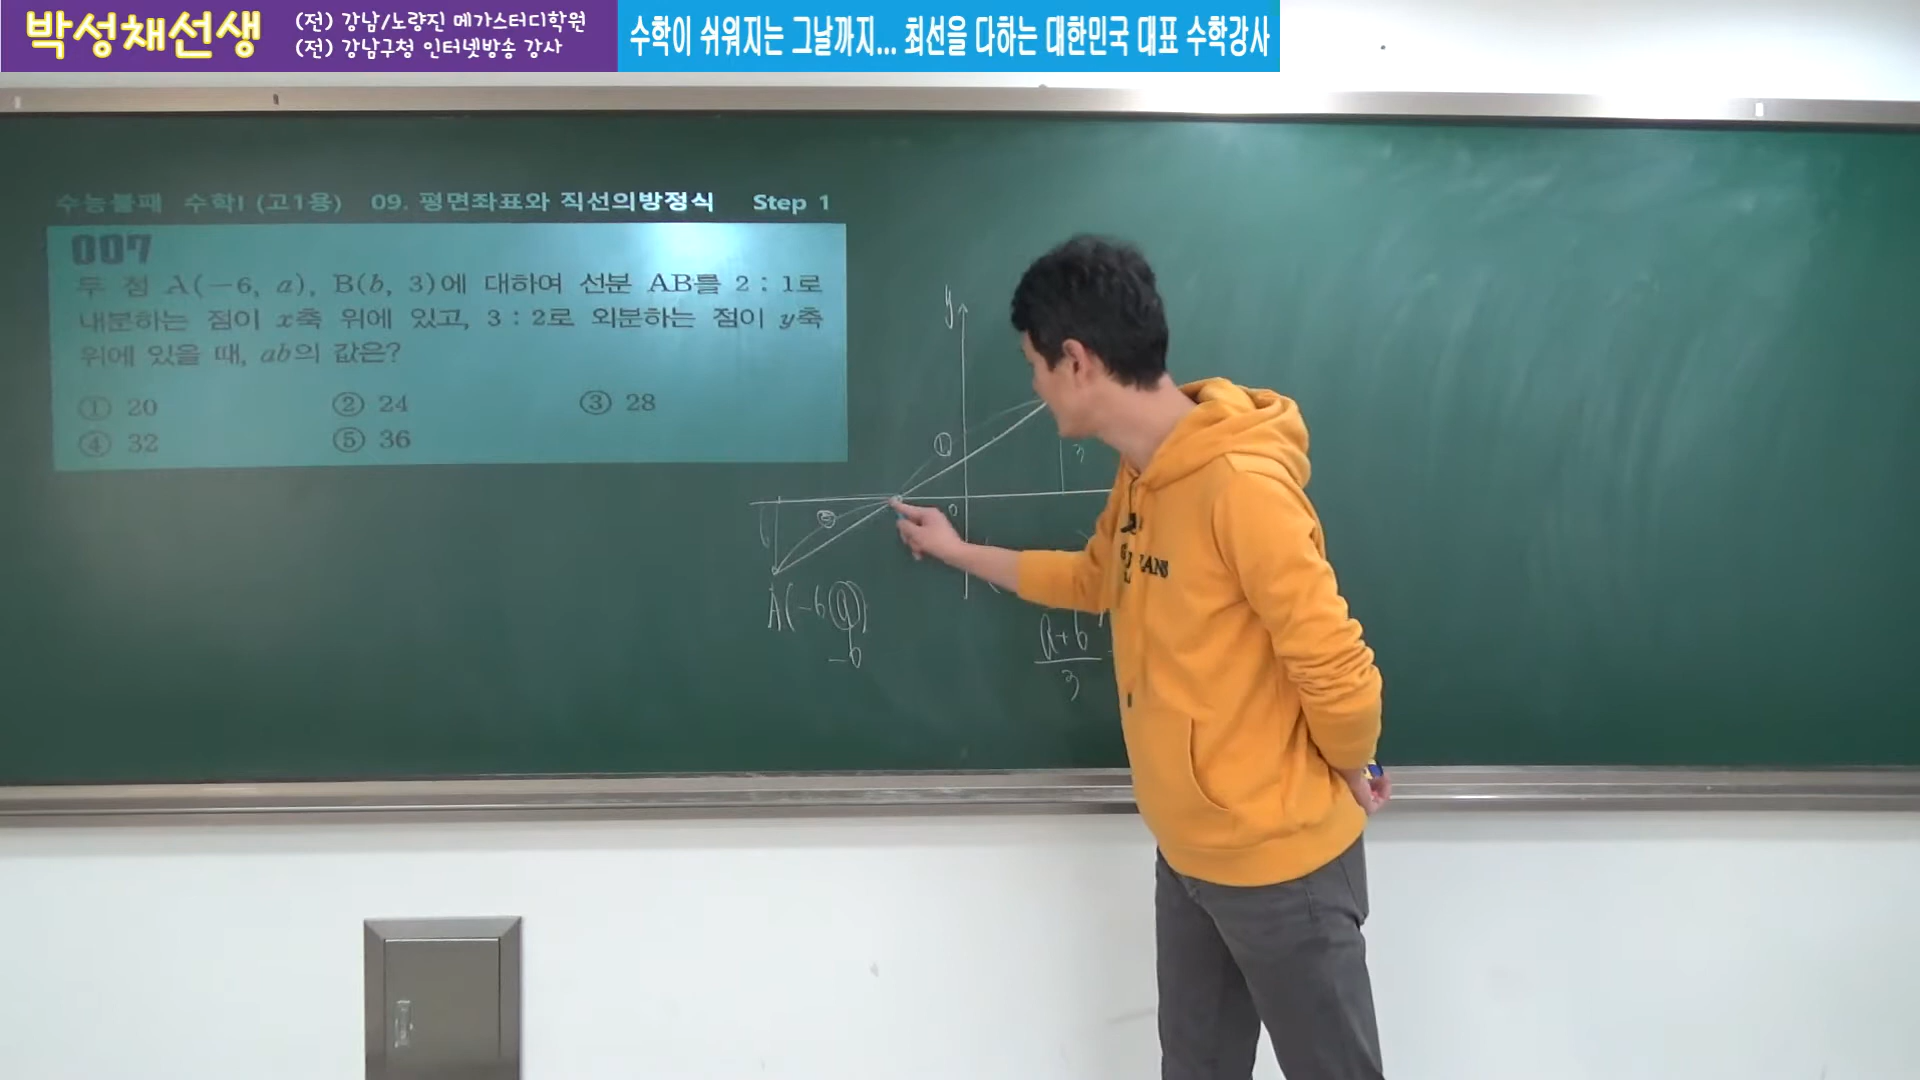 박성채선생
(전) 강남/노량진 메가스터디학원
(전) 강남구청 인터넷방송 강사
수학이 쉬워지는 그날까지... 최선을 다하는 대한민국 대표 수학강사
수능불패 수학I (고1용) 09. 평면좌표와 직선의방정식 Step 1
007
두 점 A(-6, a), B(b, 3)에 대하여 선분 AB를 2 : 1로
내분하는 점이 x축 위에 있고, 3 : 2로 외분하는 점이 y축
위에 있을 때, ab의 값은?
① 20 ② 24 ③ 28
④ 32 ⑤ 36
y
①
3
②
0
6
A(-6 a)
-6
a+6
3